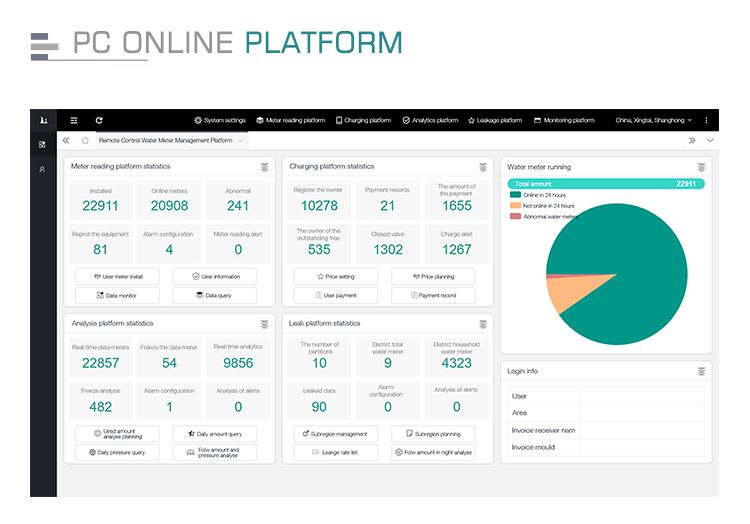 PC ONLINE PLATFORM
System settings
Meter reading platform
Charging platform
Analytics platform
Leakage platform
Monitoring platform
China, Xingtai, Shanghong
Remote Control Water Meter Management Platform
Meter reading platform statistics
Installed
22911
Online meters
20908
Abnormal
241
Reprot the equipment
81
Alarm configuration
4
Meter reading alert
0
Useer meter install
User information
Data monitor
Data query
Charging platform statistics
Register the owner
10278
Payment records
21
The amount of
the payment
1655
The owner of the
outstanding free
535
Closed valve
1302
Charge alert
1267
Price setting
Price planning
User payment
Payment record
Water meter running
Total amount
22911
Online in 24 hours
Not online in 24 hours
Abnormal water meters
Analysis platform statistics
Real-time data meters
22857
Freeze the data meter
54
Real-time analytics
9856
Freeze analysis
482
Alarm configuration
1
Analysis of alerts
0
Uesd amount
analyse planning
Daily amount query
Daily pressure query
Folw amount and
pressure analyse
Leak platform statistics
The number of
partitions
10
District total
water meter
9
District household
water meter
4323
Leaked data
90
Alarm
configuration
0
Analysis of alerts
0
Subregion management
Subregion planning
Lealkge rate list
Folw amount in night analyse
Login info
User
Area
Invoice receiver nam
Invoice mould